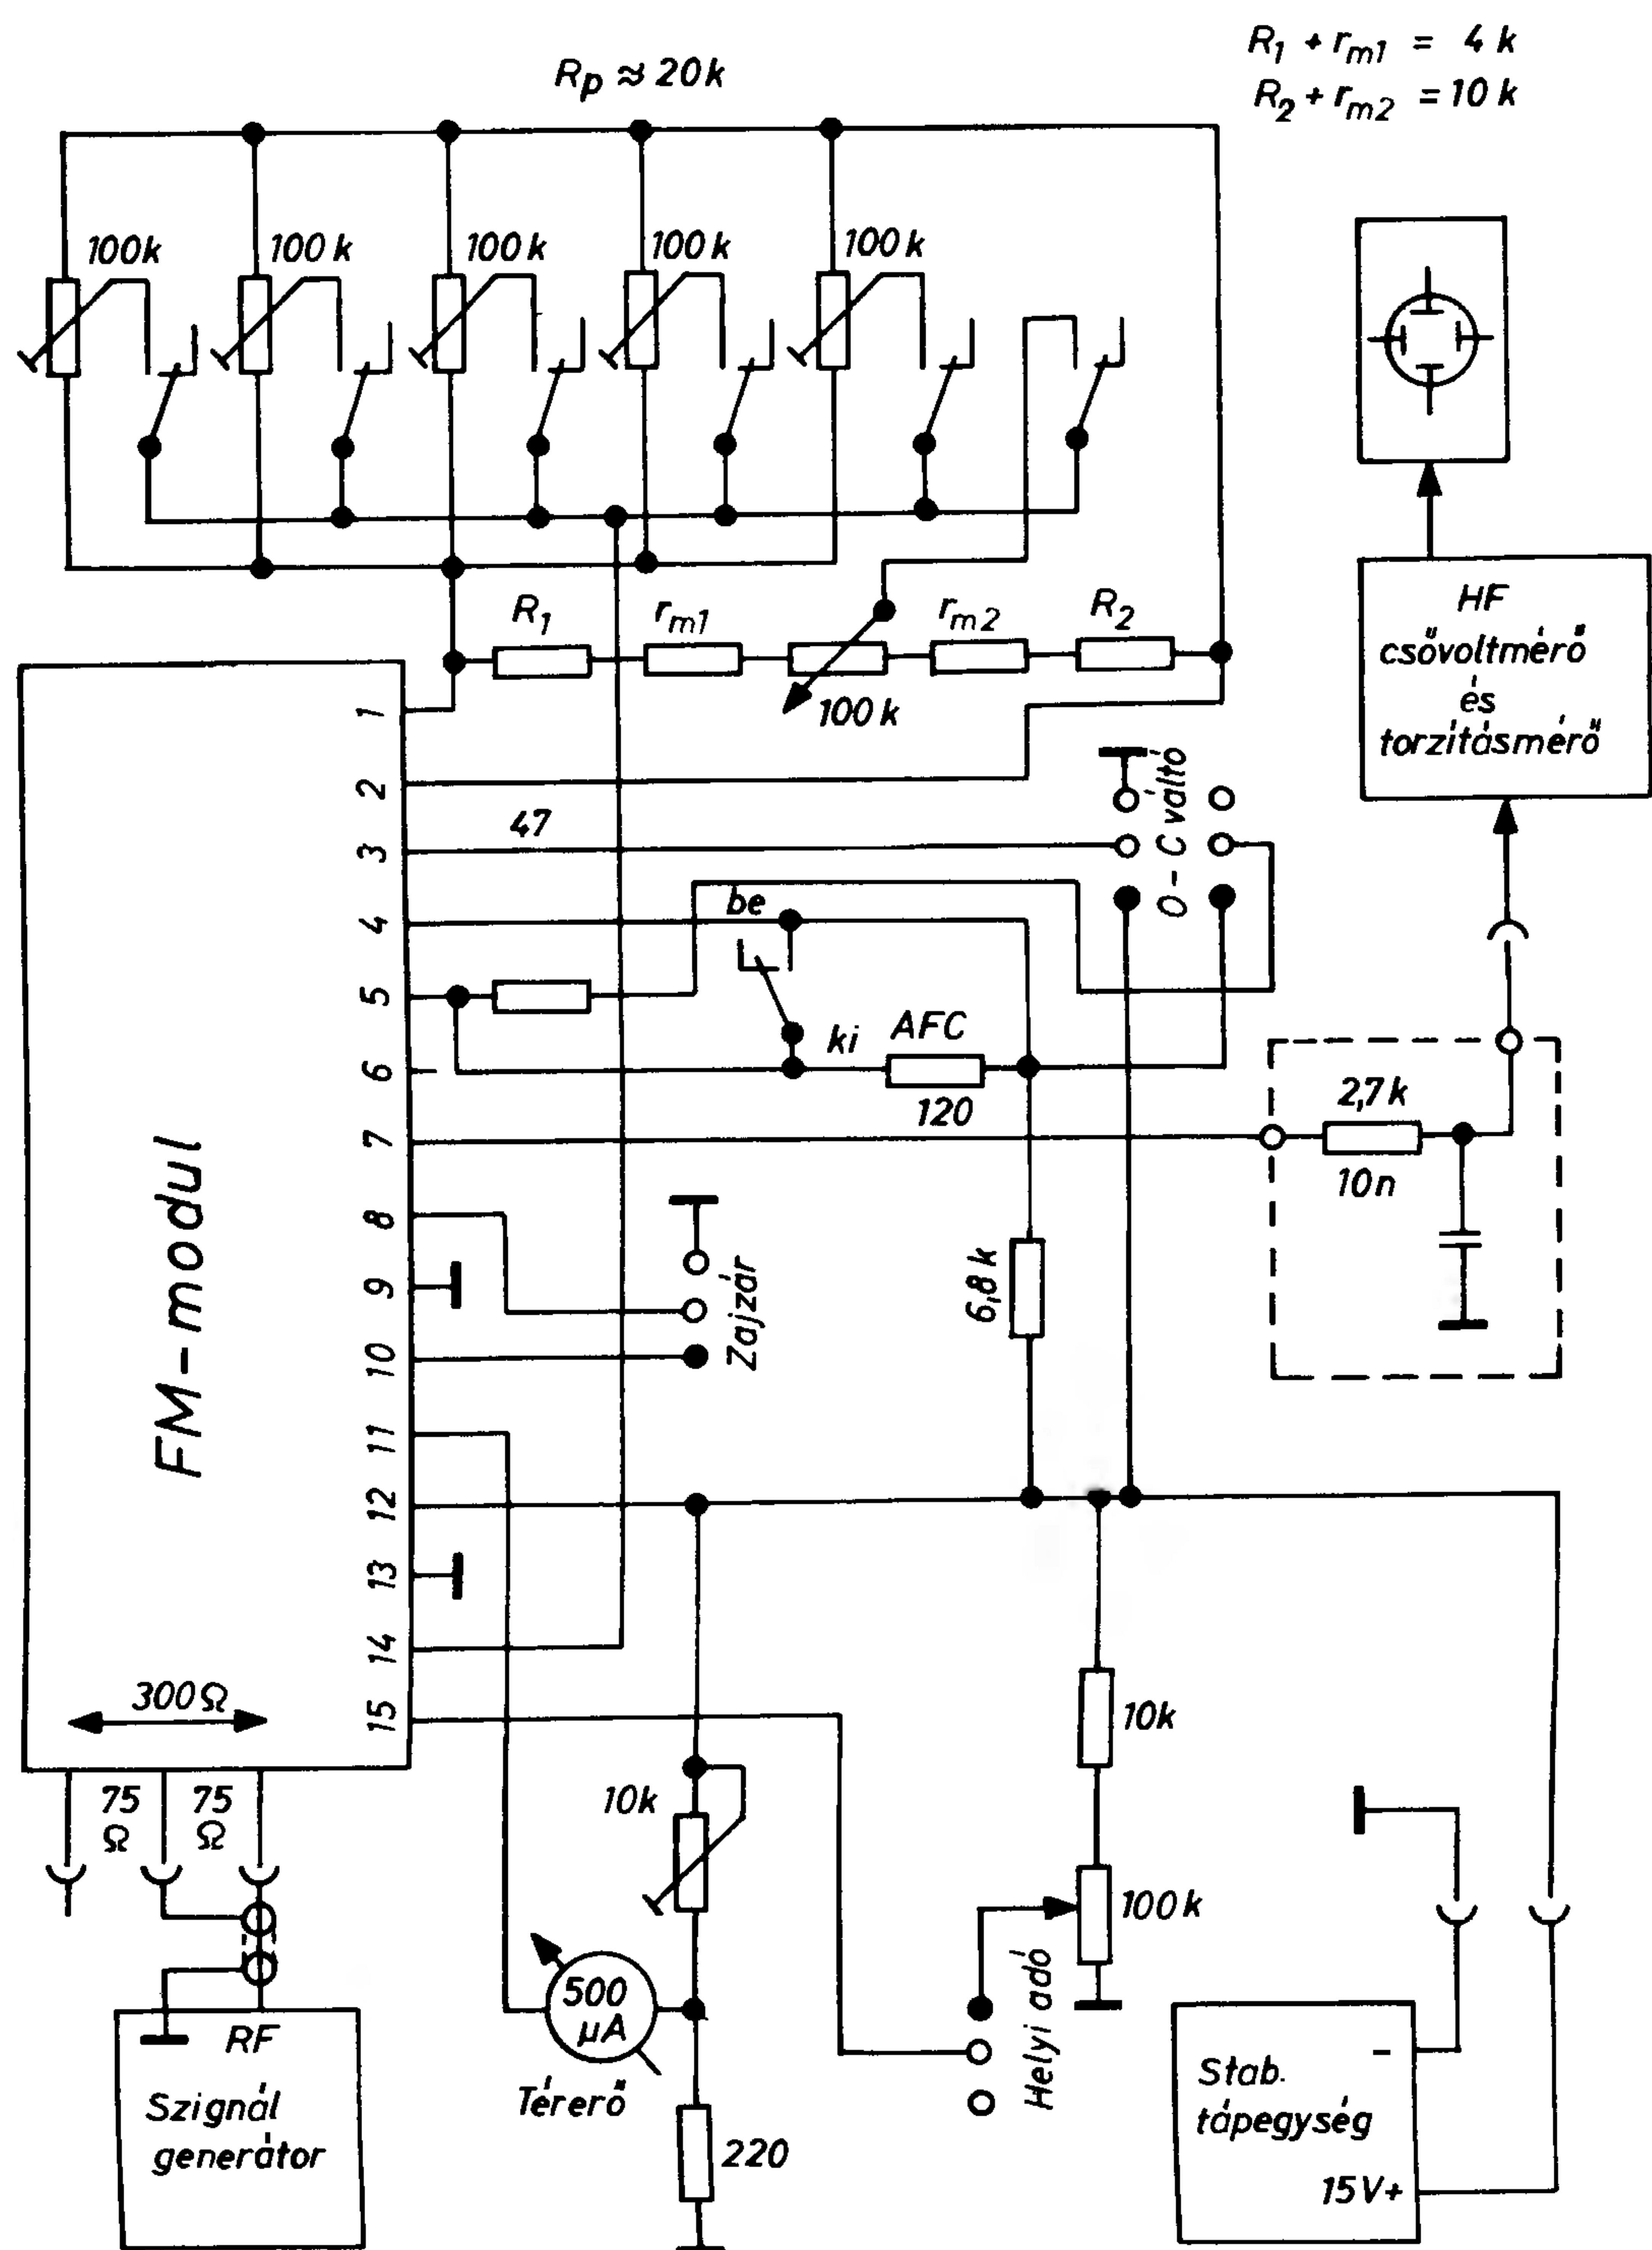 R₁ + rm1 = 4 k
R₂ + rm2 = 10 k
Rp ≈ 20k
100k
100 k
100 k
100 k
100 k
R₁
rm1
rm2
R₂
100 k
HF
csővoltmérő
és
torzításmérő
FM-modul
1
2
3
4
5
6
7
8
9
10
11
12
13
14
15
47
0 - C váltó
be
ki
AFC
120
2,7 k
10n
Zajzár
6,8 k
300Ω
75
Ω
75
Ω
10k
10k
100 k
500
µA
Térerő
220
Helyi adó
RF
Szignál
generátor
-
Stab.
tápegység
15V+